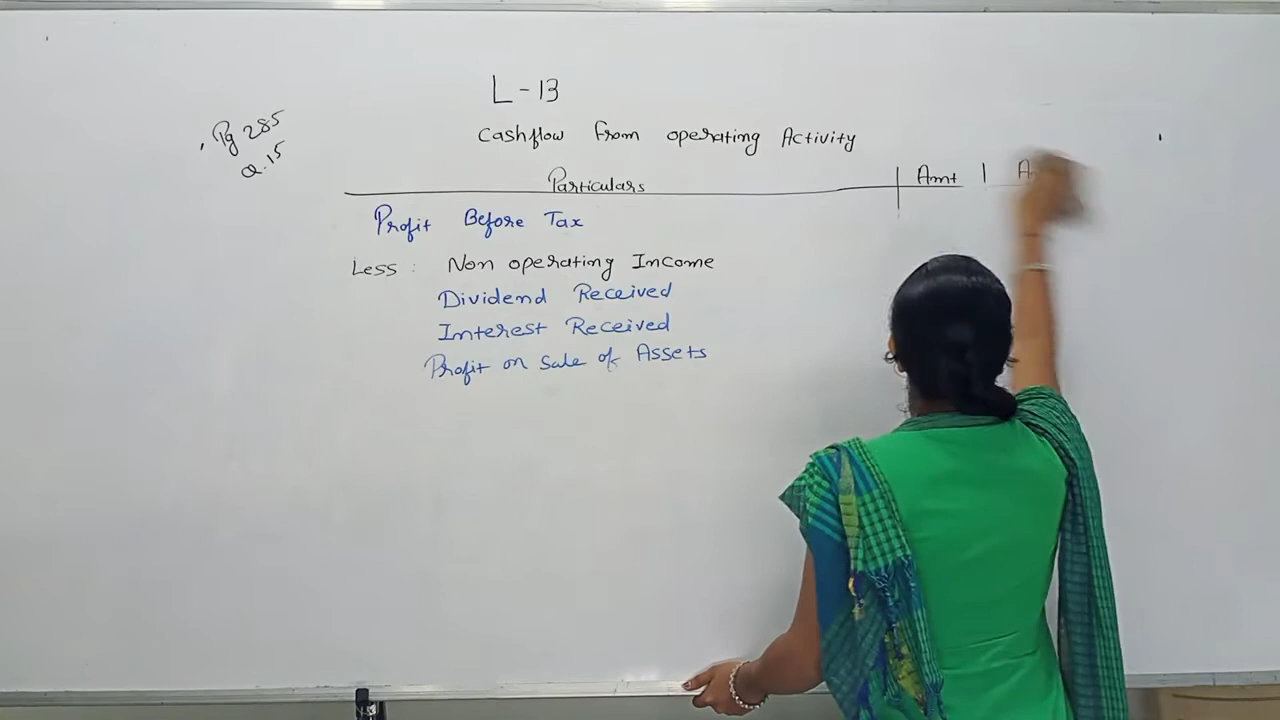 L - 13
Pg 285
Q.15
Cashflow from operating Activity
Particulars | Amt |
Profit Before Tax
Less : Non operating Income
Dividend Received
Interest Received
Profit on Sale of Assets